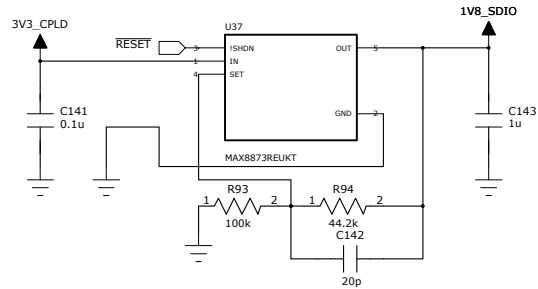 3V3_CPLD
1V8_SDIO
U37
RESET
3
!SHDN
OUT
5
1
IN
4
SET
C141
0.1u
GND
2
C143
1u
MAX8873REUKT
R93
R94
1
2
1
2
100k
44.2k
C142
20p